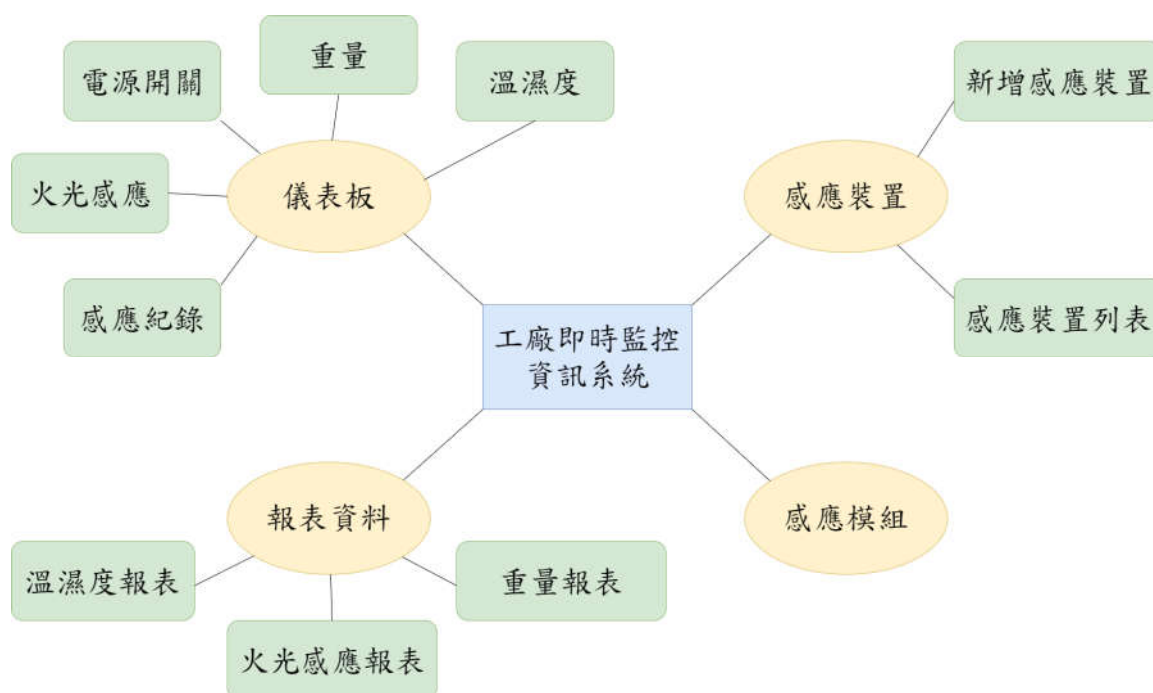 重量
電源開關
溫濕度
新增感應裝置
火光感應
儀表板
感應裝置
感應紀錄
感應裝置列表
工廠即時監控
資訊系統
報表資料
感應模組
溫濕度報表
重量報表
火光感應報表